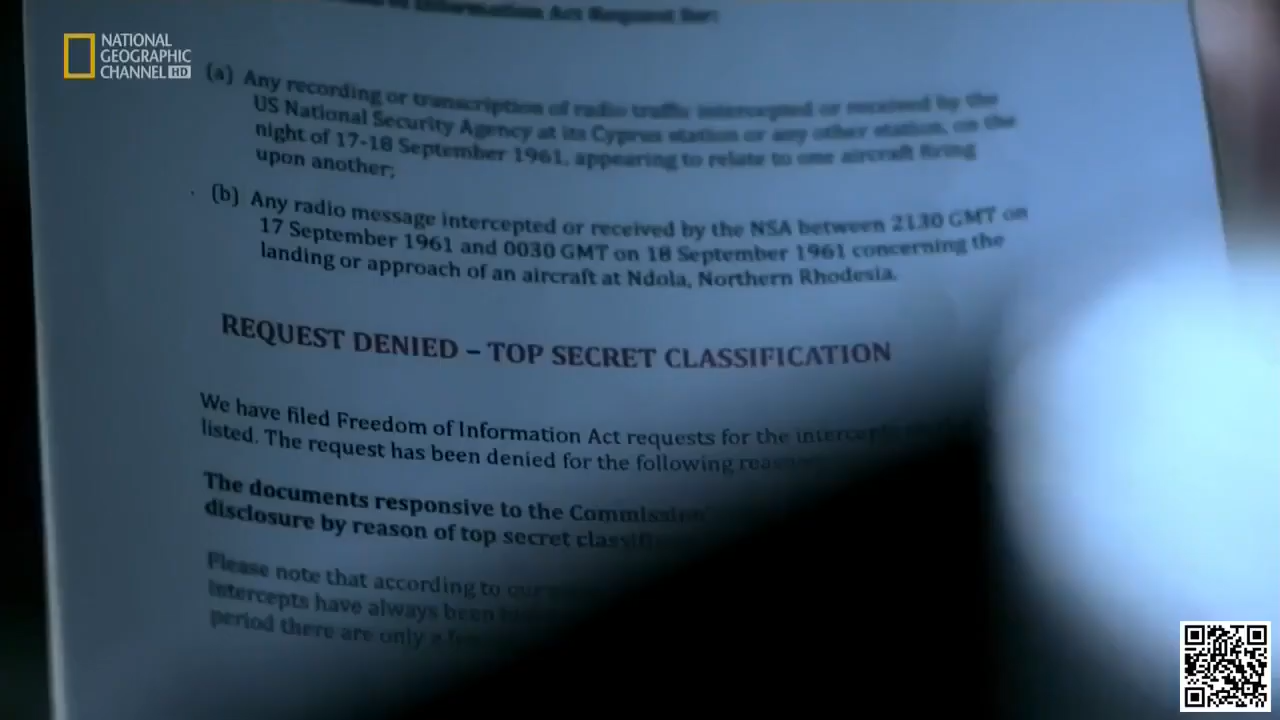 NATIONAL
GEOGRAPHIC
CHANNEL HD
of Information Act Request for:
(a) Any recording or transcription of radio traffic intercepted or received by the
US National Security Agency at its Cyprus station or any other station, on the
night of 17-18 September 1961, appearing to relate to one aircraft firing
upon another;
(b) Any radio message intercepted or received by the NSA between 2130 GMT on
17 September 1961 and 0030 GMT on 18 September 1961 concerning the
landing or approach of an aircraft at Ndola, Northern Rhodesia.
REQUEST DENIED – TOP SECRET CLASSIFICATION
We have filed Freedom of Information Act requests for the
listed. The request has been denied for the following
The documents responsive to the
disclosure by reason of top secret
Please note that according to
intercepts have always been
period there are only a